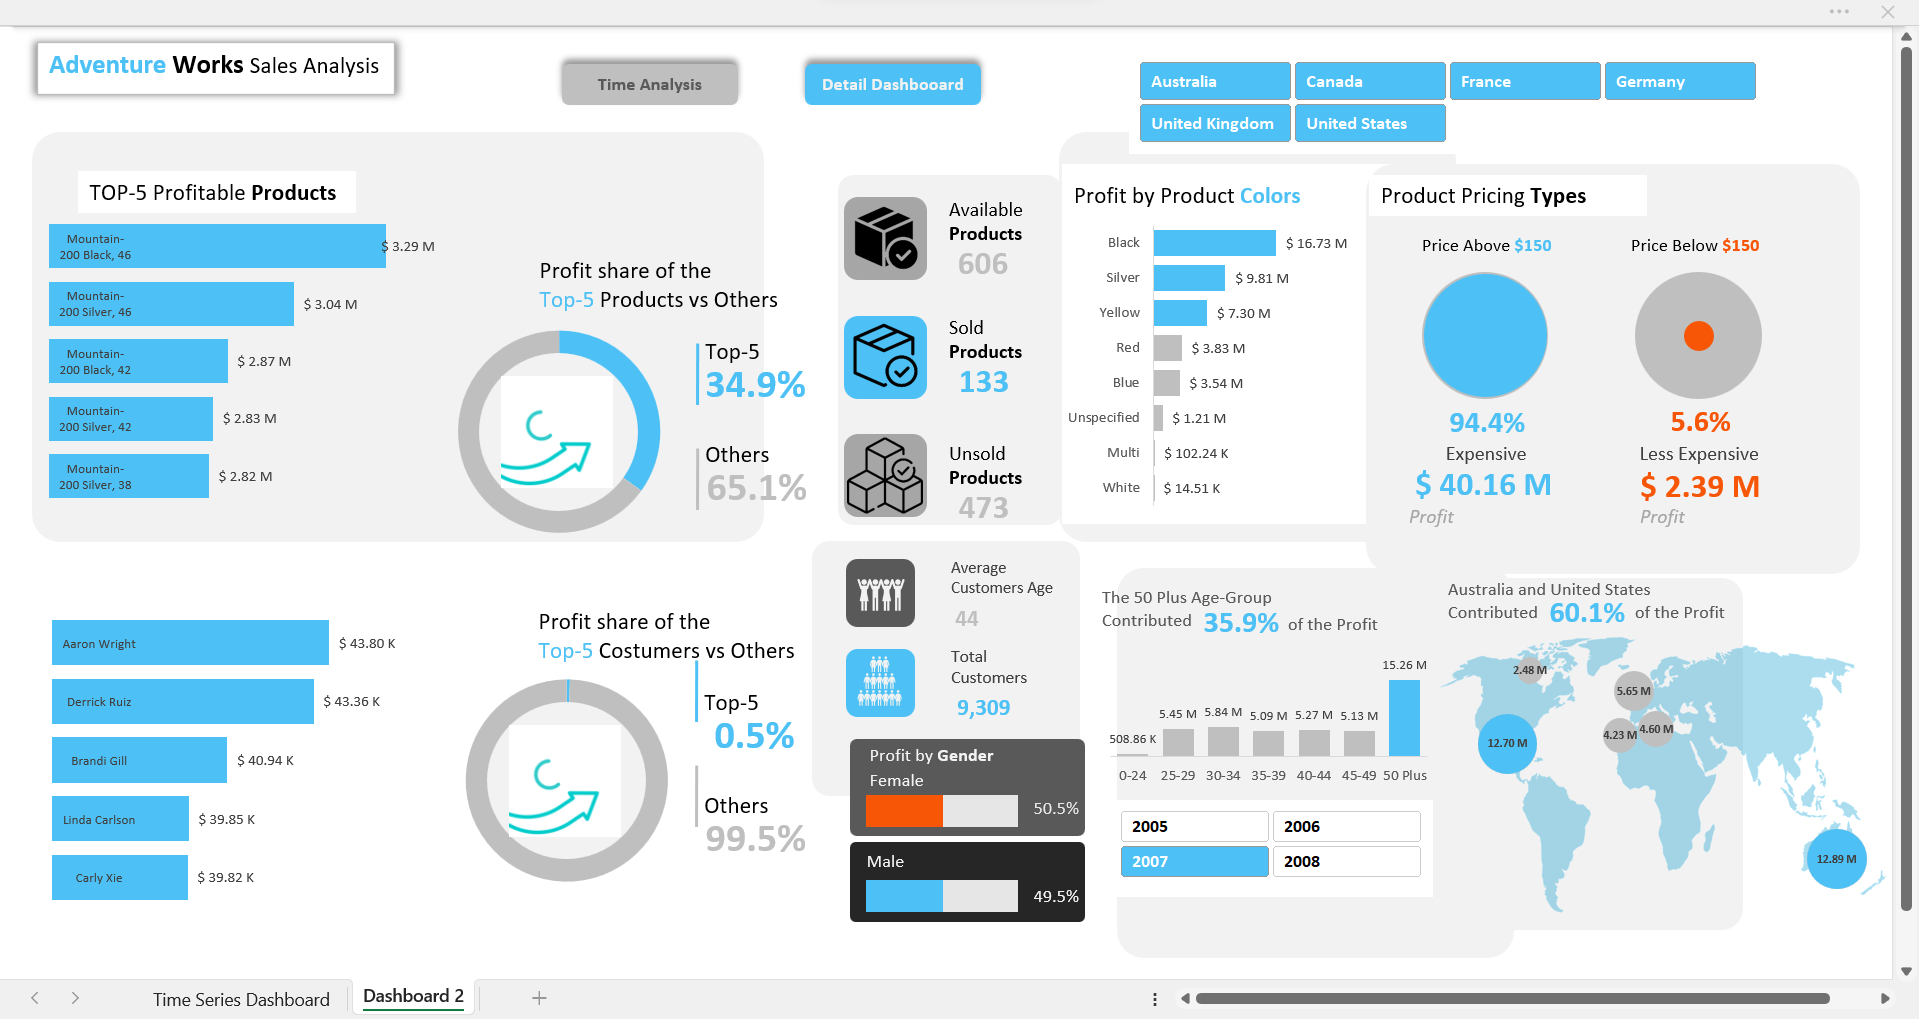 Adventure Works Sales Analysis
Time Analysis
Detail Dashbooard
Australia
Canada
France
Germany
United Kingdom
United States
TOP-5 Profitable Products
Mountain-
200 Black, 46
$ 3.29 M
Mountain-
200 Silver, 46
$ 3.04 M
Mountain-
200 Black, 42
$ 2.87 M
Mountain-
200 Silver, 42
$ 2.83 M
Mountain-
200 Silver, 38
$ 2.82 M
Profit share of the
Top-5 Products vs Others
Top-5
34.9%
Others
65.1%
Available
Products
606
Sold
Products
133
Unsold
Products
473
Profit by Product Colors
Black
$ 16.73 M
Silver
$ 9.81 M
Yellow
$ 7.30 M
Red
$ 3.83 M
Blue
$ 3.54 M
Unspecified
$ 1.21 M
Multi
$ 102.24 K
White
$ 14.51 K
Product Pricing Types
Price Above $150
94.4%
Expensive
$ 40.16 M
Profit
Price Below $150
5.6%
Less Expensive
$ 2.39 M
Profit
Aaron Wright
$ 43.80 K
Derrick Ruiz
$ 43.36 K
Brandi Gill
$ 40.94 K
Linda Carlson
$ 39.85 K
Carly Xie
$ 39.82 K
Profit share of the
Top-5 Costumers vs Others
Top-5
0.5%
Others
99.5%
Average
Customers Age
44
Total
Customers
9,309
Profit by Gender
Female
50.5%
Male
49.5%
The 50 Plus Age-Group
Contributed 35.9% of the Profit
508.86 K
5.45 M
5.84 M
5.09 M
5.27 M
5.13 M
15.26 M
0-24
25-29
30-34
35-39
40-44
45-49
50 Plus
2005
2006
2007
2008
Australia and United States
Contributed 60.1% of the Profit
2.48 M
5.65 M
12.70 M
4.23 M
4.60 M
12.89 M
Time Series Dashboard
Dashboard 2